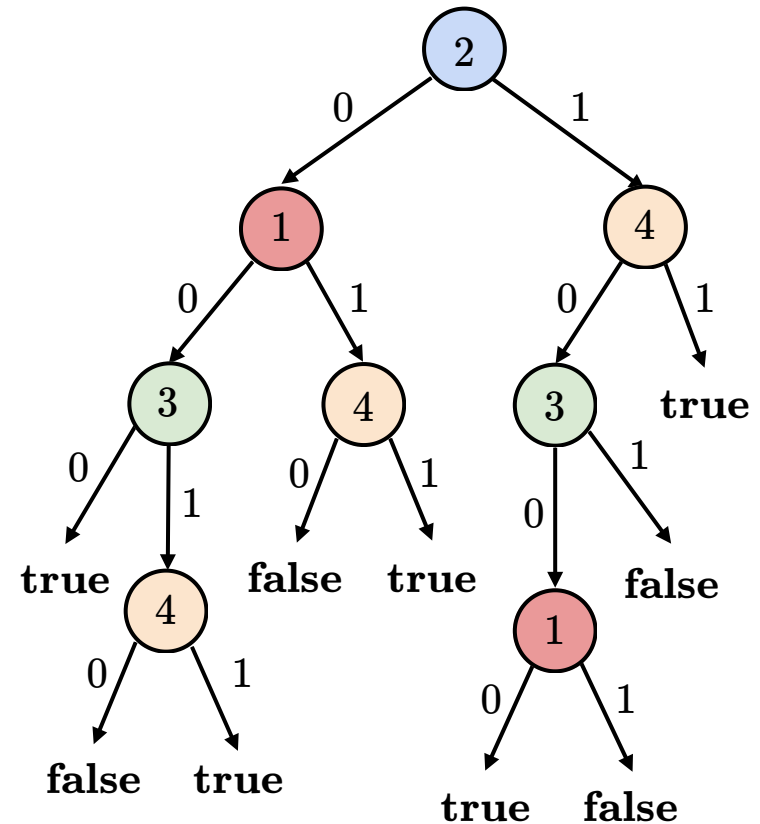 2
0 1
1 4
0 1 0 1
3 4 3 true
0 1 0 1 0 1
true false true false
4 1
0 1 0 1
false true true false